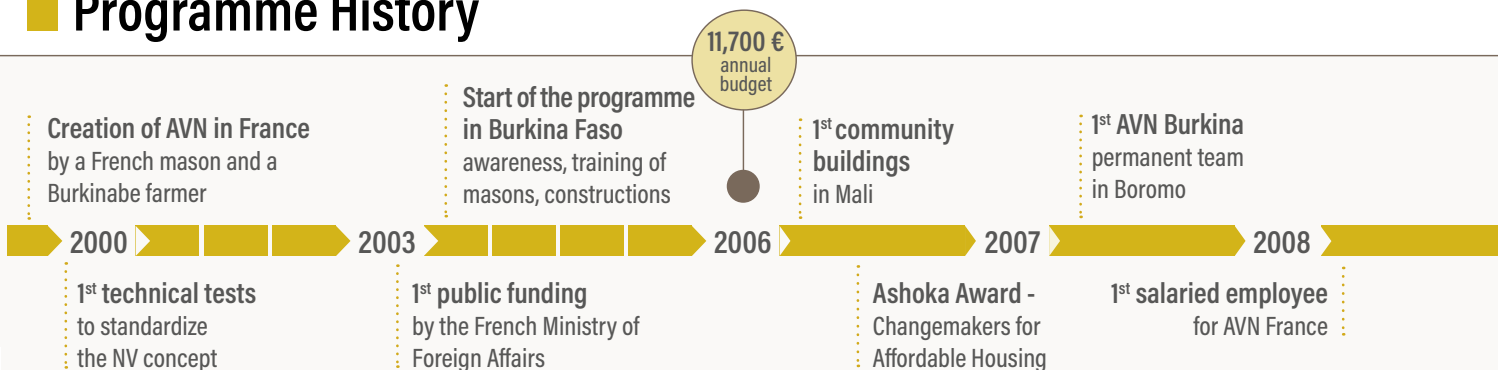 Programme History
11,700 €
annual
budget
Creation of AVN in France
by a French mason and a
Burkinabe farmer
Start of the programme
in Burkina Faso
awareness, training of
masons, constructions
1st community
buildings
in Mali
1st AVN Burkina
permanent team
in Boromo
2000 2003 2006 2007 2008
1st technical tests
to standardize
the NV concept
1st public funding
by the French Ministry of
Foreign Affairs
Ashoka Award -
Changemakers for
Affordable Housing
1st salaried employee
for AVN France